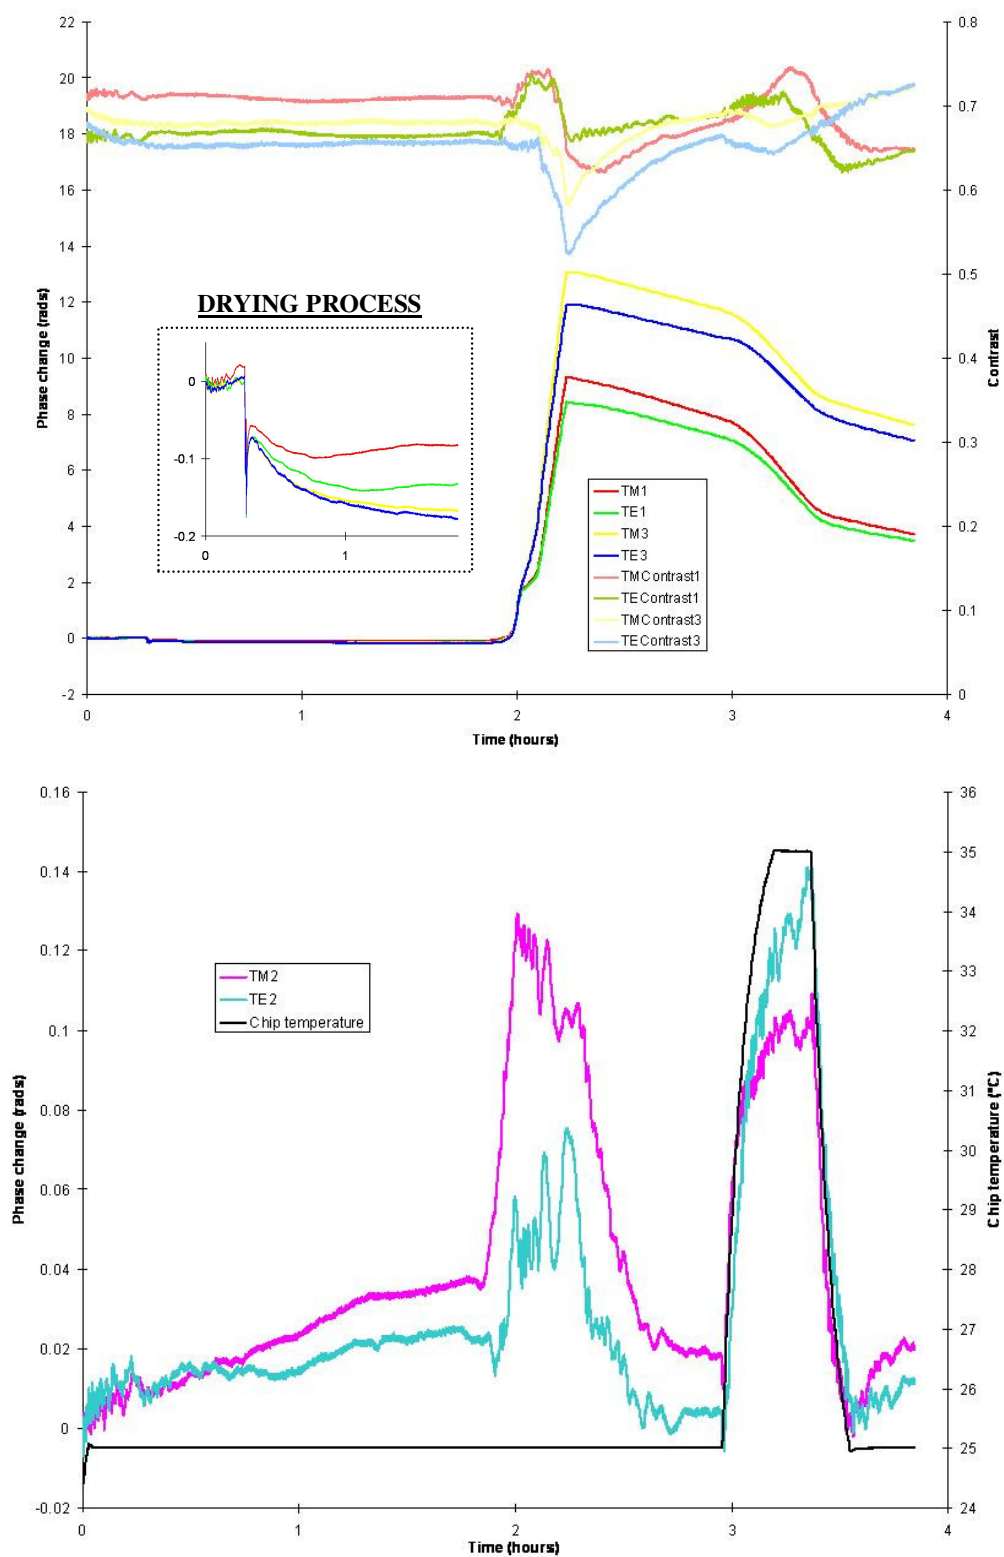 22
20
18
16
14
12
10
8
6
4
2
0
-2
0.8
0.7
0.6
0.5
0.4
0.3
0.2
0.1
0
Phase change (rads)
Contrast
DRYING PROCESS
0
-0.1
-0.2
0 1
TM1
TE1
TM3
TE3
TMContrast1
TEContrast1
TMContrast3
TEContrast3
0 1 2 3 4
Time (hours)
0.16
0.14
0.12
0.1
0.08
0.06
0.04
0.02
0
-0.02
36
35
34
33
32
31
30
29
28
27
26
25
24
Phase change (rads)
Chip temperature (°C)
TM2
TE2
Chip temperature
0 1 2 3 4
Time (hours)